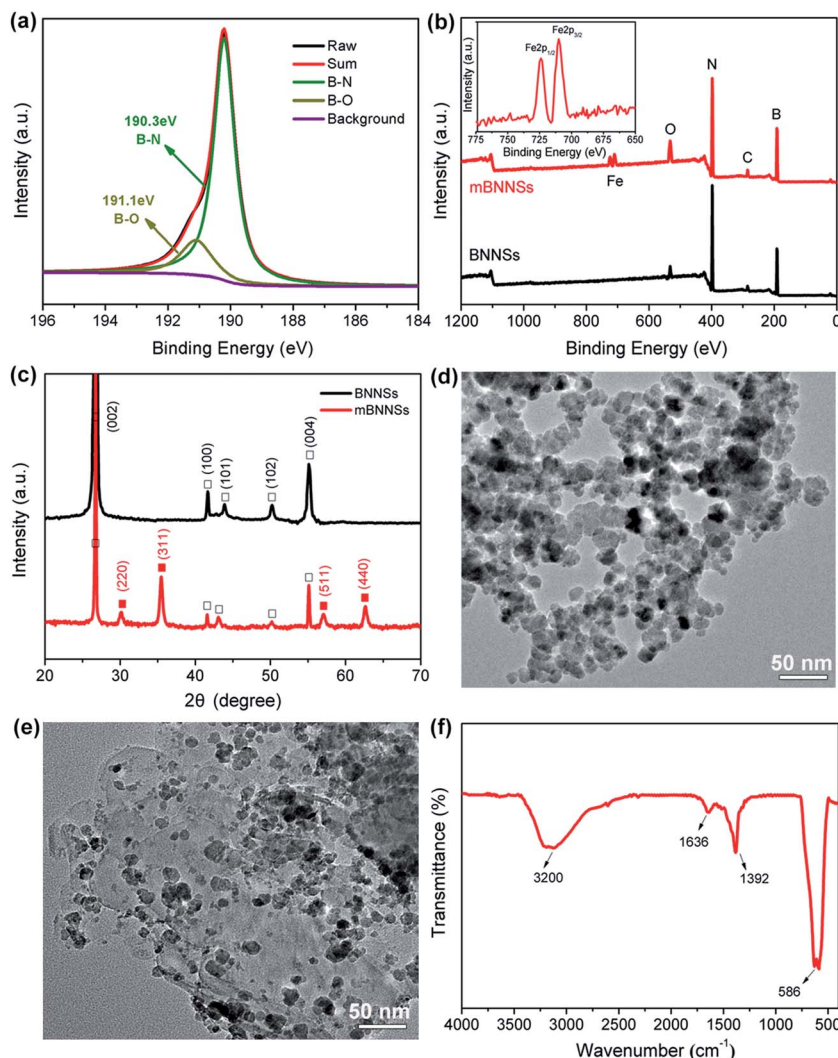 (a)
Raw
Sum
B-N
B-O
Background
190.3eV
B-N
191.1eV
B-O
Intensity (a.u.)
196 194 192 190 188 186 184
Binding Energy (eV)
(b)
Fe2p3/2
Fe2p1/2
Intensity (a.u.)
775 750 725 700 675 650
Binding Energy (eV)
N
O
B
C
Fe
mBNNSs
BNNSs
Intensity (a.u.)
1200 1000 800 600 400 200 0
Binding Energy (eV)
(c)
BNNSs
mBNNSs
(002)
(100)
(101)
(102)
(004)
(220)
(311)
(511)
(440)
Intensity (a.u.)
20 30 40 50 60 70
2θ (degree)
(d)
50 nm
(e)
50 nm
(f)
Transmittance (%)
3200
1636
1392
586
4000 3500 3000 2500 2000 1500 1000 500
Wavenumber (cm-1)